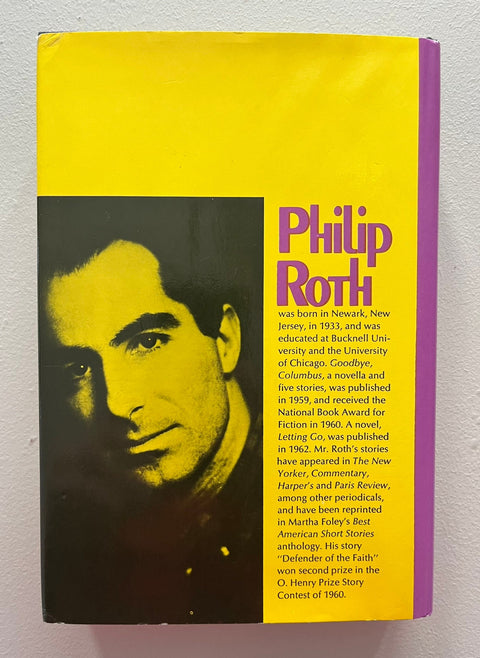 Philip
Roth
was born in Newark, New
Jersey, in 1933, and was
educated at Bucknell Uni-
versity and the University
of Chicago. Goodbye,
Columbus, a novella and
five stories, was published
in 1959, and received the
National Book Award for
Fiction in 1960. A novel,
Letting Go, was published
in 1962. Mr. Roth's stories
have appeared in The New
Yorker, Commentary,
Harper's and Paris Review,
among other periodicals,
and have been reprinted
in Martha Foley's Best
American Short Stories
anthology. His story
"Defender of the Faith"
won second prize in the
O. Henry Prize Story
Contest of 1960.